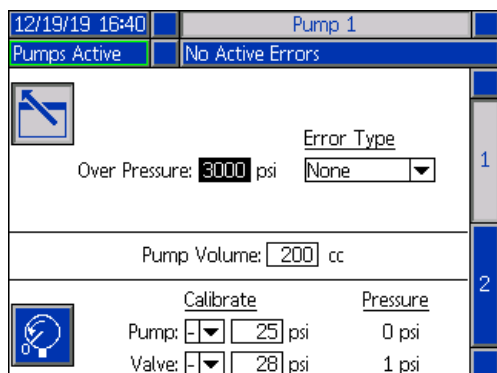 12/19/19 16:40 Pump 1
Pumps Active No Active Errors
Error Type
Over Pressure: 3000 psi None
1
Pump Volume: 200 cc
2
Calibrate Pressure
Pump: - 25 psi 0 psi
Valve: - 28 psi 1 psi